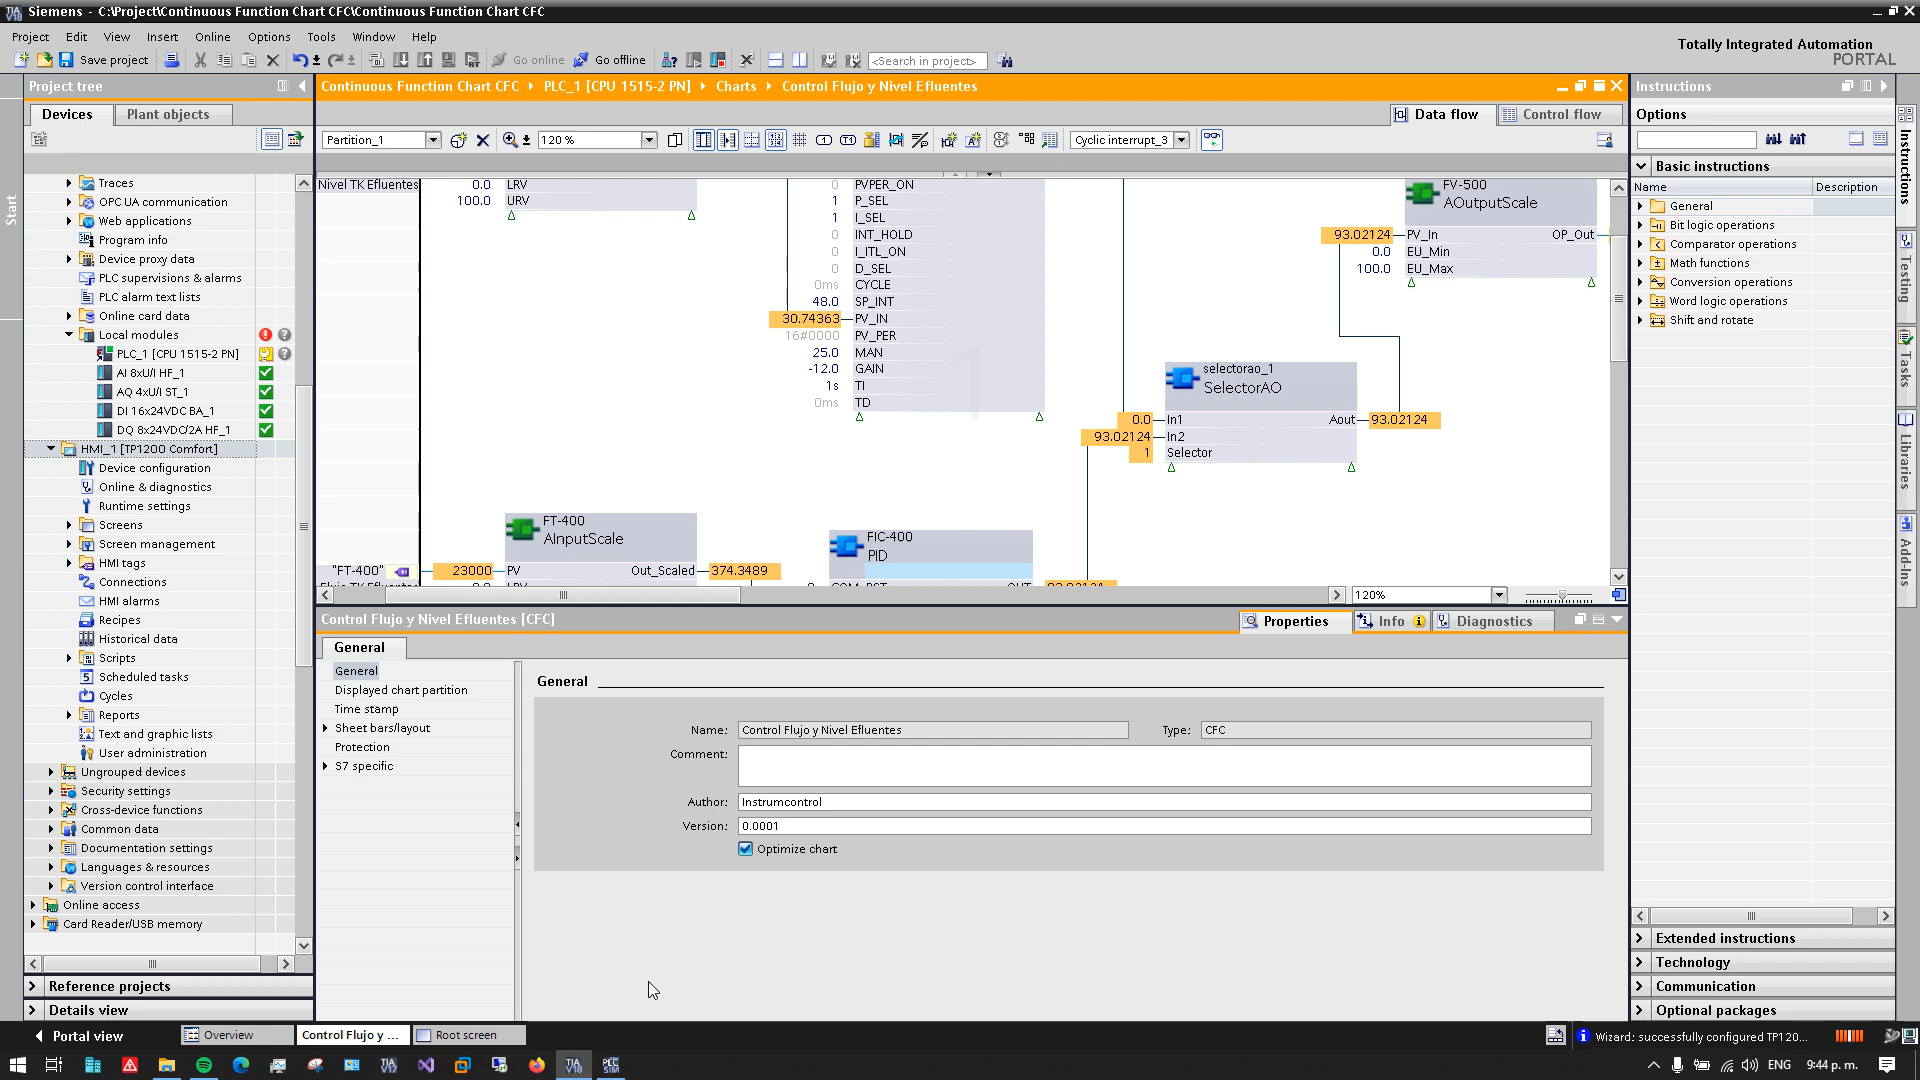 Siemens - C:\Project\Continuous Function Chart CFC\Continuous Function Chart CFC
Project Edit View Insert Online Options Tools Window Help
Save project Go online Go offline <Search in project>
Totally Integrated Automation
PORTAL
Project tree
Devices Plant objects
Start
Traces
OPC UA communication
Web applications
Program info
Device proxy data
PLC supervisions & alarms
PLC alarm text lists
Online card data
Local modules
PLC_1 [CPU 1515-2 PN]
AI 8xU/I HF_1
AQ 4xU/I ST_1
DI 16x24VDC BA_1
DQ 8x24VDC/2A HF_1
HMI_1 [TP1200 Comfort]
Device configuration
Online & diagnostics
Runtime settings
Screens
Screen management
HMI tags
Connections
HMI alarms
Recipes
Historical data
Scripts
Scheduled tasks
Cycles
Reports
Text and graphic lists
User administration
Ungrouped devices
Security settings
Cross-device functions
Common data
Documentation settings
Languages & resources
Version control interface
Online access
Card Reader/USB memory
Reference projects
Details view
Continuous Function Chart CFC PLC_1 [CPU 1515-2 PN] Charts Control Flujo y Nivel Efluentes
Data flow Control flow
Partition_1 120 % Cyclic interrupt_3
Nivel TK Efluentes
0.0 LRV
100.0 URV
0 PVPER_ON
1 P_SEL
1 I_SEL
0 INT_HOLD
0 I_ITL_ON
0 D_SEL
0ms CYCLE
48.0 SP_INT
30.74363 PV_IN
16#0000 PV_PER
25.0 MAN
-12.0 GAIN
1s TI
0ms TD
1
FV-500
AOutputScale
93.02124 PV_In OP_Out
0.0 EU_Min
100.0 EU_Max
selectorao_1
SelectorAO
0.0 In1 Aout 93.02124
93.02124 In2
1 Selector
FT-400
AInputScale
"FT-400" 23000 PV Out_Scaled 374.3489
FIC-400
PID
120%
Control Flujo y Nivel Efluentes [CFC]
Properties Info Diagnostics
General
General
Displayed chart partition
Time stamp
Sheet bars/layout
Protection
S7 specific
General
Name: Control Flujo y Nivel Efluentes Type: CFC
Comment:
Author: Instrumcontrol
Version: 0.0001
Optimize chart
Instructions
Options
Basic instructions
Name Description
General
Bit logic operations
Comparator operations
Math functions
Conversion operations
Word logic operations
Shift and rotate
Extended instructions
Technology
Communication
Optional packages
Instructions
Testing
Tasks
Libraries
Add-Ins
Portal view Overview Control Flujo y ... Root screen
Wizard: successfully configured TP120...
ENG 9:44 p. m.